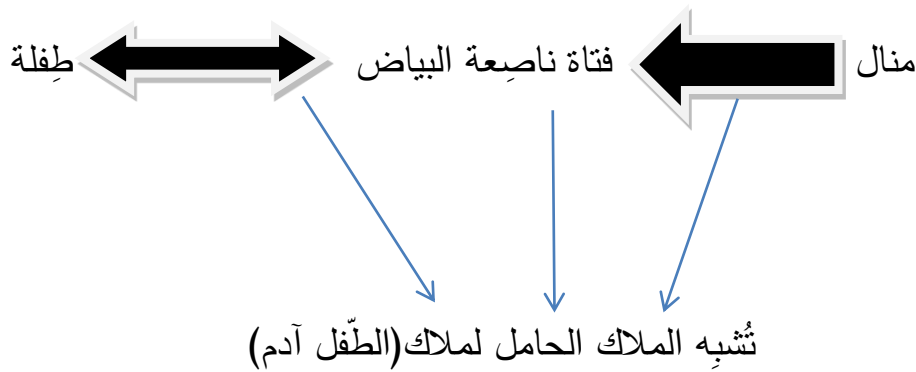 منال فتاة ناصِعة البياض طِفلة
تُشبِه الملاك الحامل لملاك(الطّفل آدم)